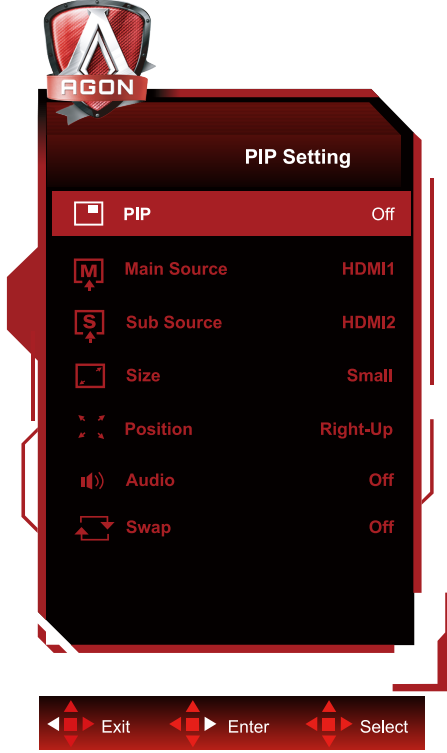 AGON
PIP Setting
PIP Off
M Main Source HDMI1
S Sub Source HDMI2
Size Small
Position Right-Up
Audio Off
Swap Off
Exit Enter Select